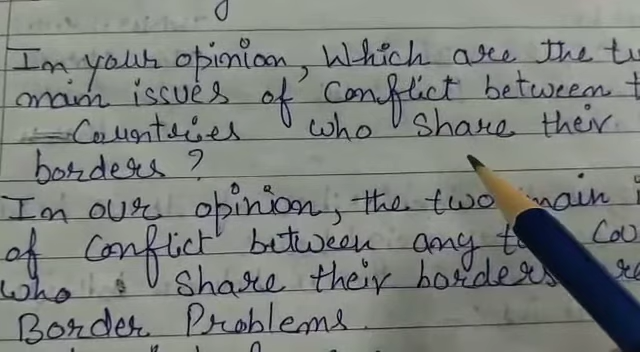 In your opinion, Which are the
main issues of Conflict between
Countries who share their
borders ?
In our opinion, the two main
of Conflict between any
who share their borders
Border Problems.